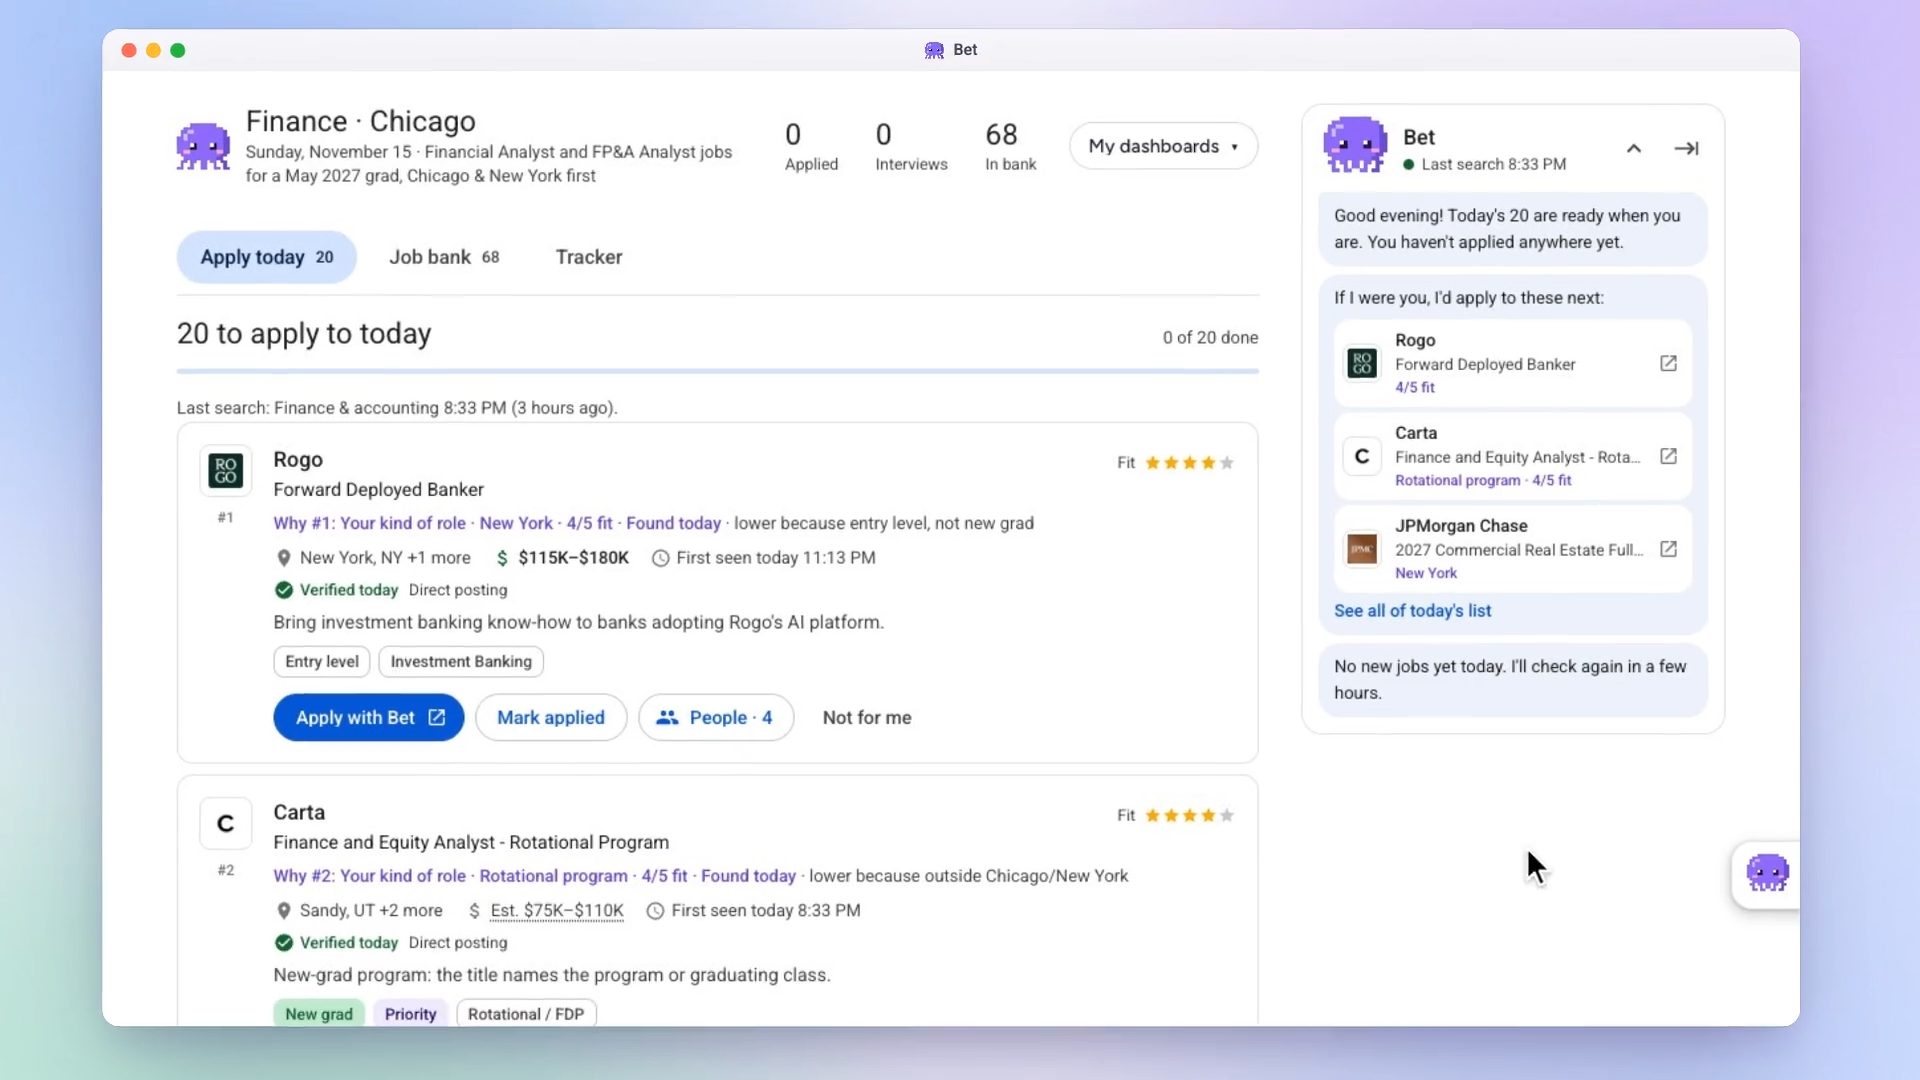 Bet
Finance · Chicago
Sunday, November 15 · Financial Analyst and FP&A Analyst jobs
for a May 2027 grad, Chicago & New York first
0
Applied
0
Interviews
68
In bank
My dashboards ▾
Apply today 20
Job bank 68
Tracker
20 to apply to today
0 of 20 done
Last search: Finance & accounting 8:33 PM (3 hours ago).
RO
GO
#1
Rogo
Fit ★★★★★
Forward Deployed Banker
Why #1: Your kind of role · New York · 4/5 fit · Found today · lower because entry level, not new grad
New York, NY +1 more
$ $115K–$180K
First seen today 11:13 PM
Verified today Direct posting
Bring investment banking know-how to banks adopting Rogo's AI platform.
Entry level
Investment Banking
Apply with Bet
Mark applied
People · 4
Not for me
C
#2
Carta
Fit ★★★★★
Finance and Equity Analyst - Rotational Program
Why #2: Your kind of role · Rotational program · 4/5 fit · Found today · lower because outside Chicago/New York
Sandy, UT +2 more
$ Est. $75K–$110K
First seen today 8:33 PM
Verified today Direct posting
New-grad program: the title names the program or graduating class.
New grad
Priority
Rotational / FDP
Bet
Last search 8:33 PM
Good evening! Today's 20 are ready when you
are. You haven't applied anywhere yet.
If I were you, I'd apply to these next:
RO
GO
Rogo
Forward Deployed Banker
4/5 fit
C
Carta
Finance and Equity Analyst - Rota...
Rotational program · 4/5 fit
JPMC
JPMorgan Chase
2027 Commercial Real Estate Full...
New York
See all of today's list
No new jobs yet today. I'll check again in a few
hours.